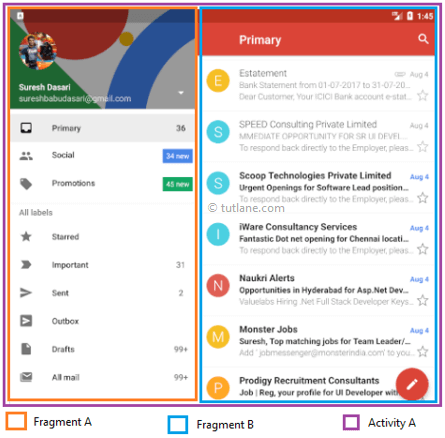 1:45
Suresh Dasari
sureshbabudasari@gmail.com
Primary 36
Social 34 new
Promotions 45 new
All labels
Starred
Important 31
Sent 2
Outbox
Drafts 99+
All mail 99+
Primary
E
Estatement Aug 4
Bank Statement from 01-07-2017 to 31-07-20...
Dear Customer, Your ICICI Bank account e-stat...
S
SPEED Consulting Private Limited Aug 4
MMEDIATE OPPORTUNITY FOR SR UI DEVEL...
To respond back directly to the Employer, pleas...
S
Scoop Technologies Private Limited Aug 4
Urgent Openings for Software Lead position...
To respond back directly to the Employer, pleas...
© tutlane.com
I
iWare Consultancy Services Aug 4
Fantastic Dot net opening for Chennai locati...
To respond back directly to the Employer, pleas...
N
Naukri Alerts Aug 4
Opportunities in Hyderabad for Asp.Net Dev...
Valuelabs Hiring .Net Full Stack Developer Keys...
M
Monster Jobs Aug 4
Suresh, Top matching jobs for Team Leader/...
Add ` jobmessenger@monsterindia.com' to you...
P
Prodigy Recruitment Consultants
Job | Reg, your profile for UI Developer with
Fragment A
Fragment B
Activity A